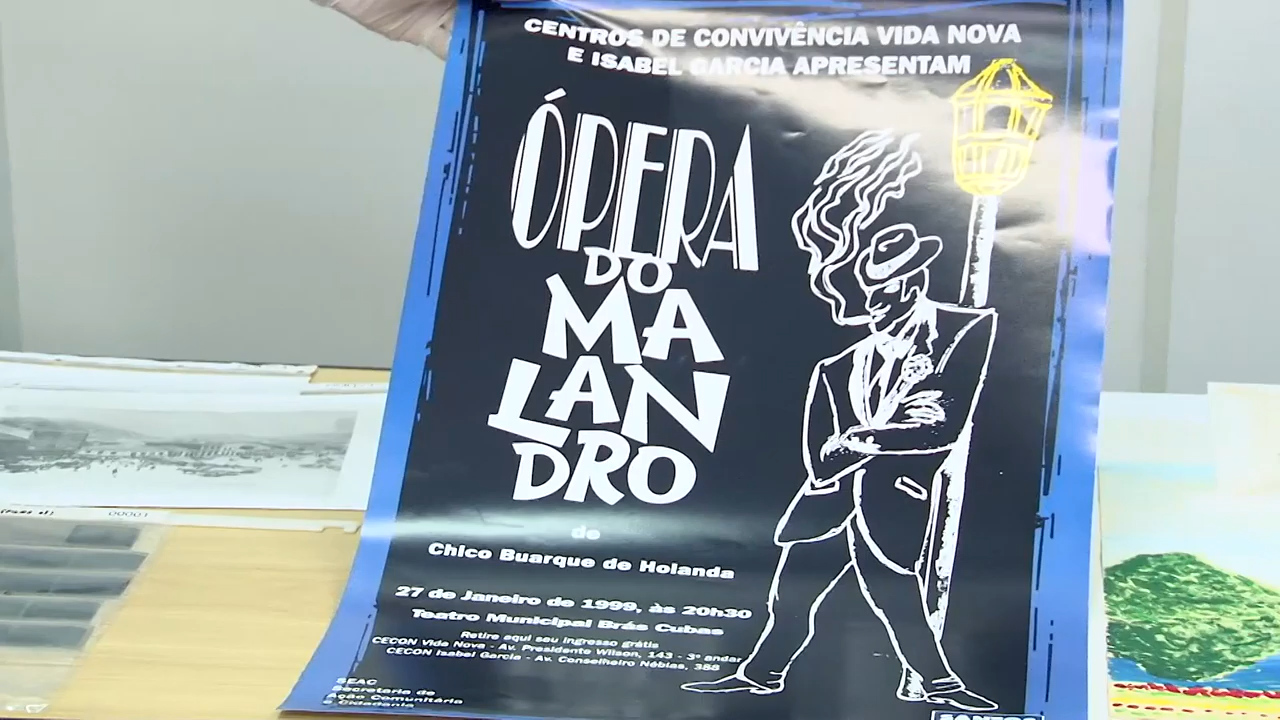 CENTROS DE CONVIVÊNCIA VIDA NOVA
E ISABEL GARCIA APRESENTAM
ÓPERA
DO
MA
LAN
DRO
de
Chico Buarque de Holanda
27 de Janeiro de 1999, às 20h30
Teatro Municipal Brás Cubas
Retire aqui seu ingresso grátis
CECON Vida Nova - Av. Presidente Wilson, 143 - 3º andar
CECON Isabel Garcia - Av. Conselheiro Nébias, 388
SEAC
Secretaria de
Ação Comunitária
e Cidadania
SANTOS
00001